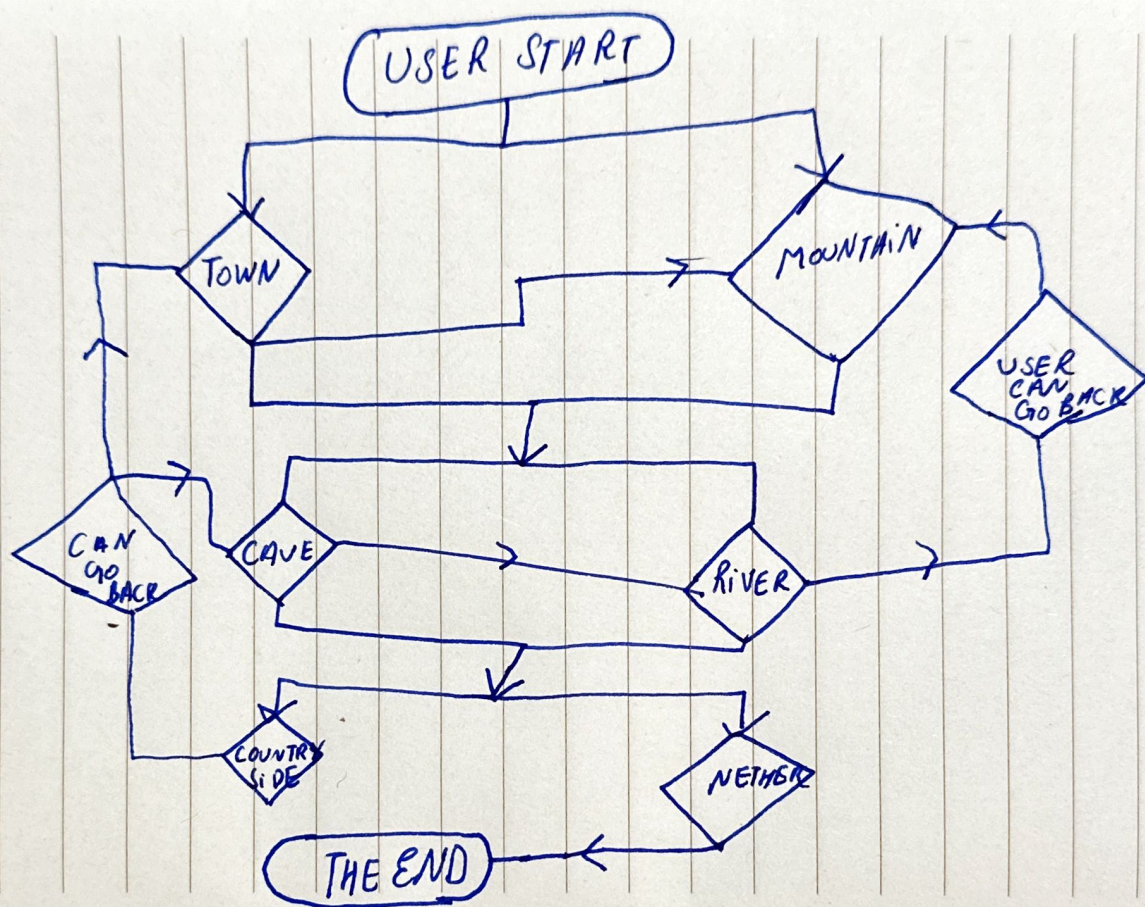 USER START
TOWN
MOUNTAiN
USER
CAN
GO BACK
CAN
GO
BACK
CAVE
RiVER
COUNTRY
SiDE
NETHER
THE END